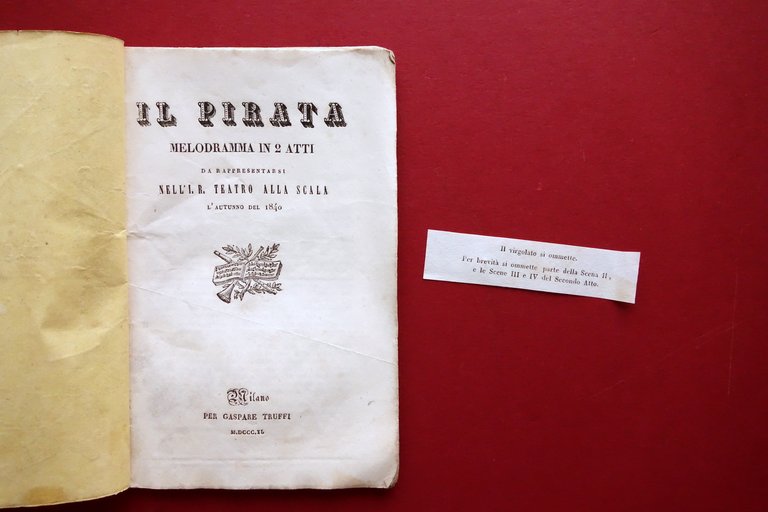 IL PIRATA
MELODRAMMA IN 2 ATTI
DA RAPPRESENTARSI
NELL'I. R. TEATRO ALLA SCALA
L'AUTUNNO DEL 1840
Milano
PER GASPARE TRUFFI
M.DCCC.XL
Il virgolato si ommette.
Per brevità si ommette parte della Scena II,
e le Scene III e IV del Secondo Atto.